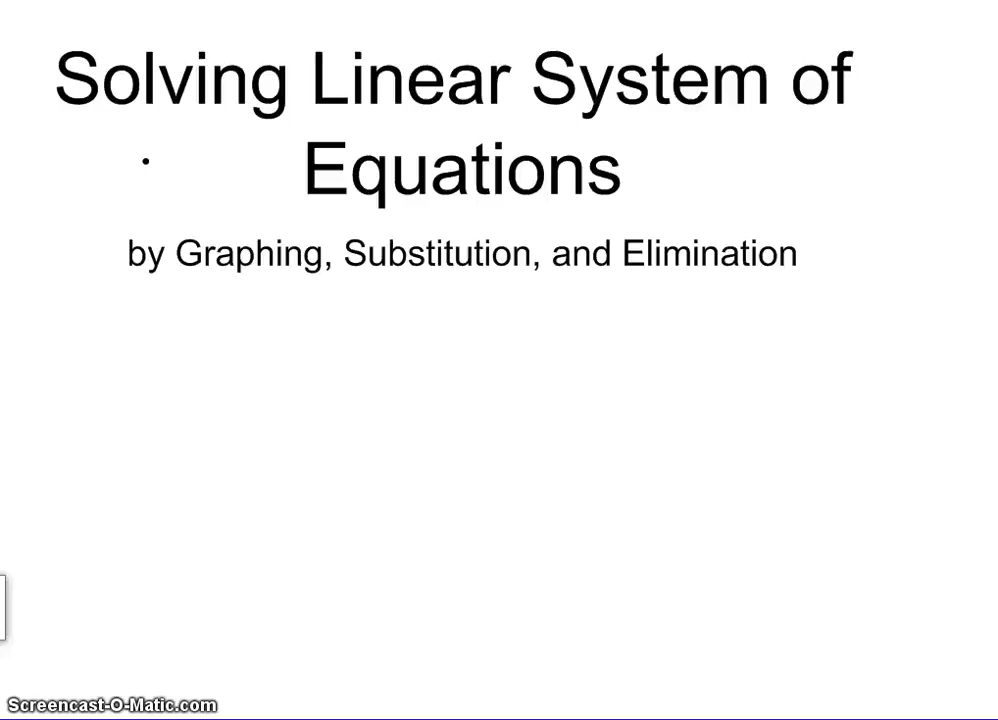 Solving Linear System of
Equations
by Graphing, Substitution, and Elimination
Screencast-O-Matic.com